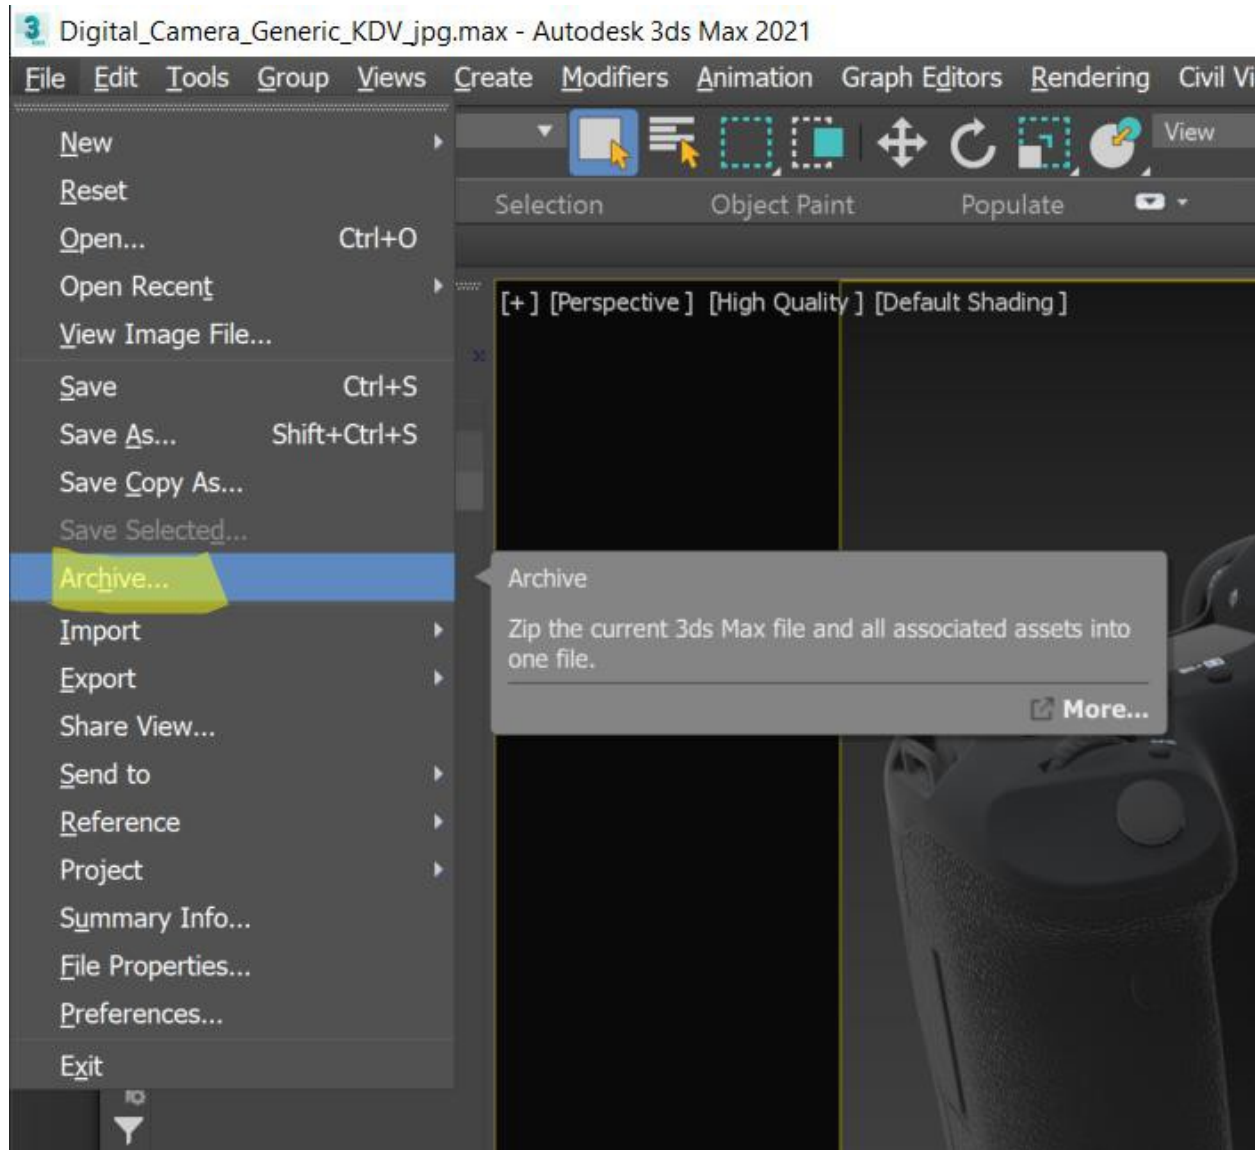 Digital_Camera_Generic_KDV_jpg.max - Autodesk 3ds Max 2021
File Edit Tools Group Views Create Modifiers Animation Graph Editors Rendering Civil Vi
New
Reset
Open... Ctrl+O
Open Recent
View Image File...
Save Ctrl+S
Save As... Shift+Ctrl+S
Save Copy As...
Save Selected...
Archive...
Import
Export
Share View...
Send to
Reference
Project
Summary Info...
File Properties...
Preferences...
Exit
View
Selection Object Paint Populate
[+] [Perspective] [High Quality] [Default Shading]
Archive
Zip the current 3ds Max file and all associated assets into
one file.
More...